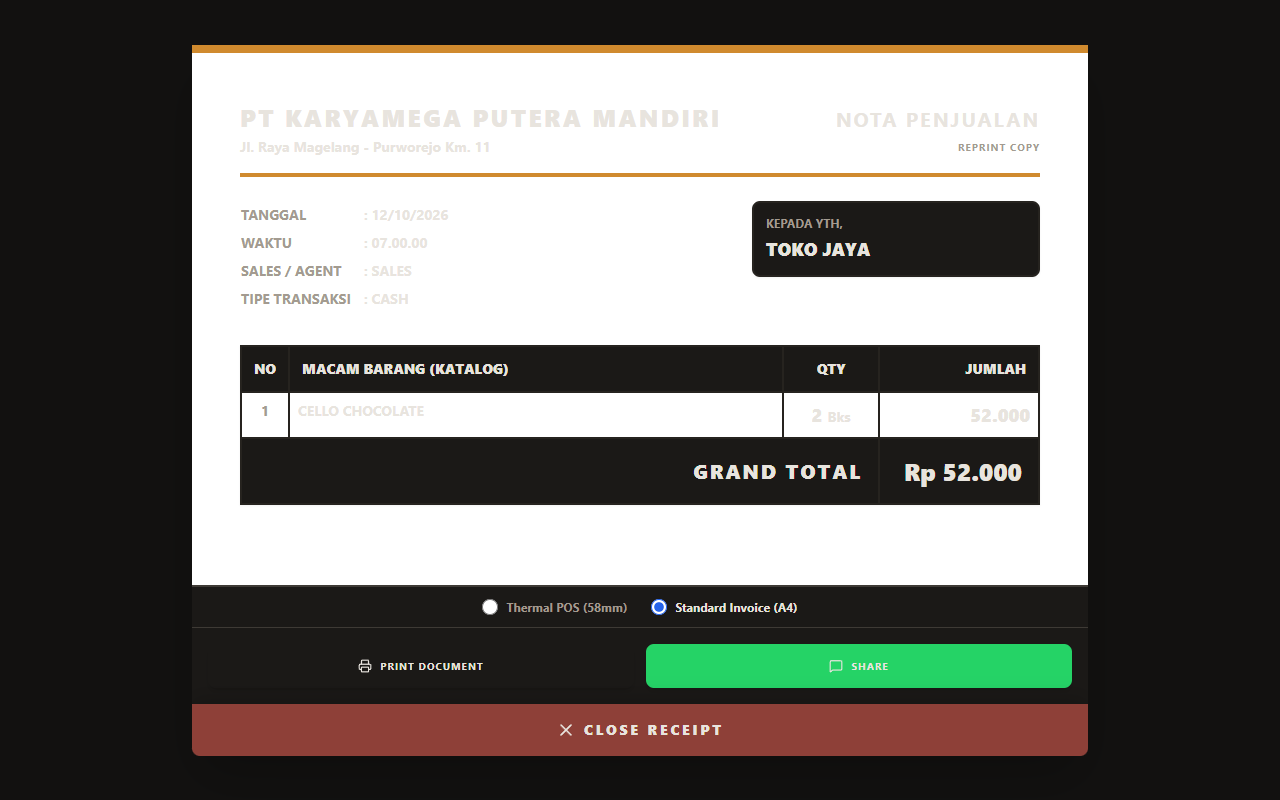 PT KARYAMEGA PUTERA MANDIRI
Jl. Raya Magelang - Purworejo Km. 11
NOTA PENJUALAN
REPRINT COPY
TANGGAL : 12/10/2026
WAKTU : 07.00.00
SALES / AGENT : SALES
TIPE TRANSAKSI : CASH
KEPADA YTH,
TOKO JAYA
NO MACAM BARANG (KATALOG) QTY JUMLAH
1 CELLO CHOCOLATE 2 Bks 52.000
GRAND TOTAL Rp 52.000
Thermal POS (58mm) Standard Invoice (A4)
PRINT DOCUMENT SHARE
CLOSE RECEIPT